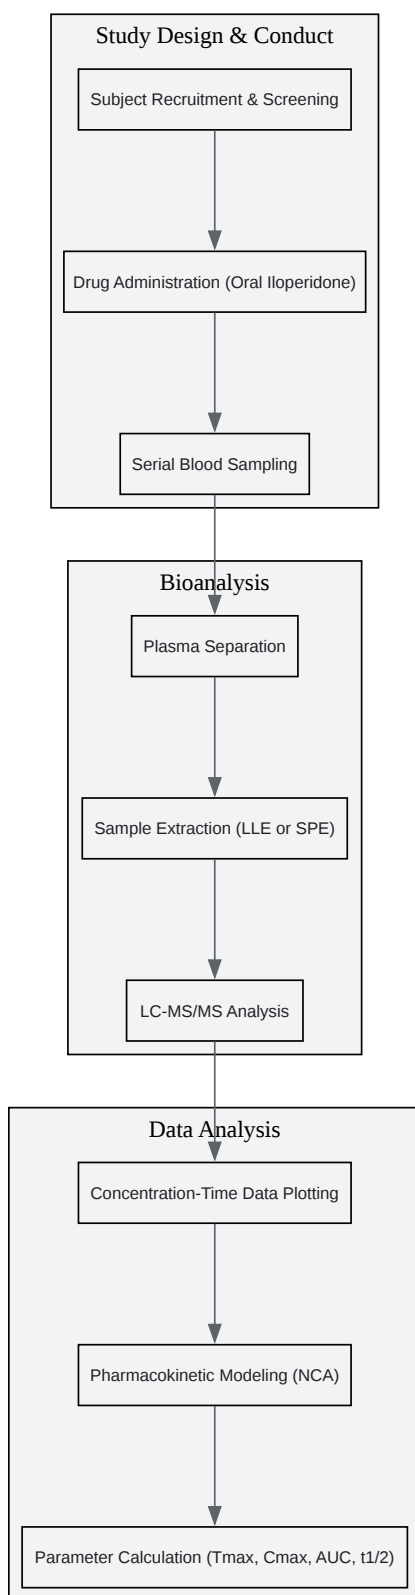 Study Design & Conduct
Subject Recruitment & Screening
Drug Administration (Oral Iloperidone)
Serial Blood Sampling
Bioanalysis
Plasma Separation
Sample Extraction (LLE or SPE)
LC-MS/MS Analysis
Data Analysis
Concentration-Time Data Plotting
Pharmacokinetic Modeling (NCA)
Parameter Calculation (Tmax, Cmax, AUC, t1/2)